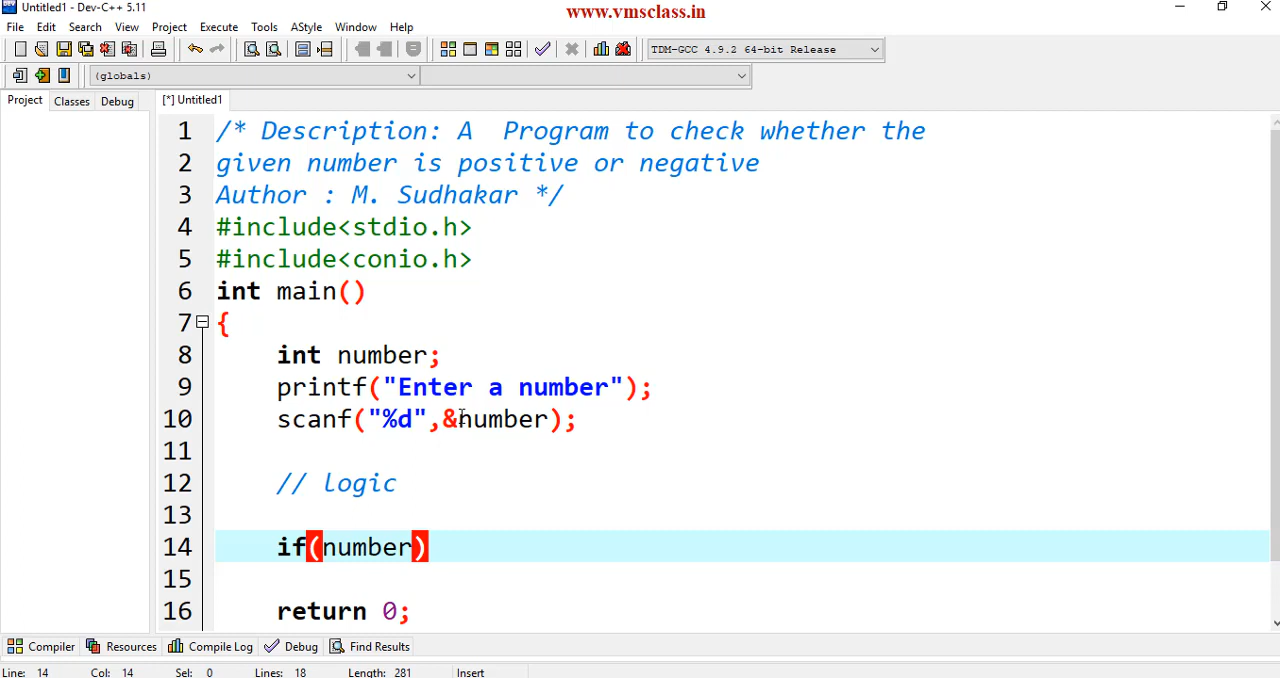 Untitled1 - Dev-C++ 5.11
www.vmsclass.in
File Edit Search View Project Execute Tools AStyle Window Help
TDM-GCC 4.9.2 64-bit Release
(globals)
Project Classes Debug [*] Untitled1
1 /* Description: A  Program to check whether the
2 given number is positive or negative
3 Author : M. Sudhakar */
4 #include<stdio.h>
5 #include<conio.h>
6 int main()
7 {
8 int number;
9 printf("Enter a number");
10 scanf("%d",&number);
11
12 // logic
13
14 if(number)
15
16 return 0;
Compiler Resources Compile Log Debug Find Results
Line: 14 Col: 14 Sel: 0 Lines: 18 Length: 281 Insert